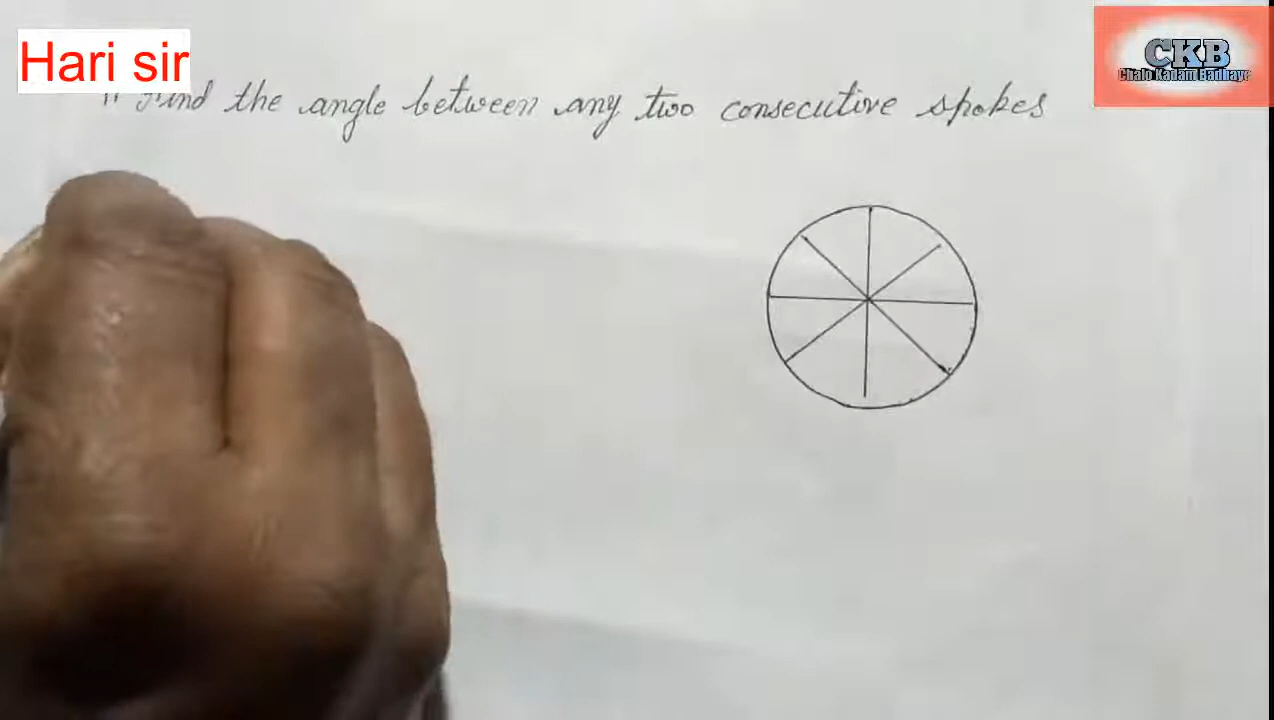 Hari sir
CKB
Chalo Kadam Badhaye
Find the angle between any two consecutive spokes